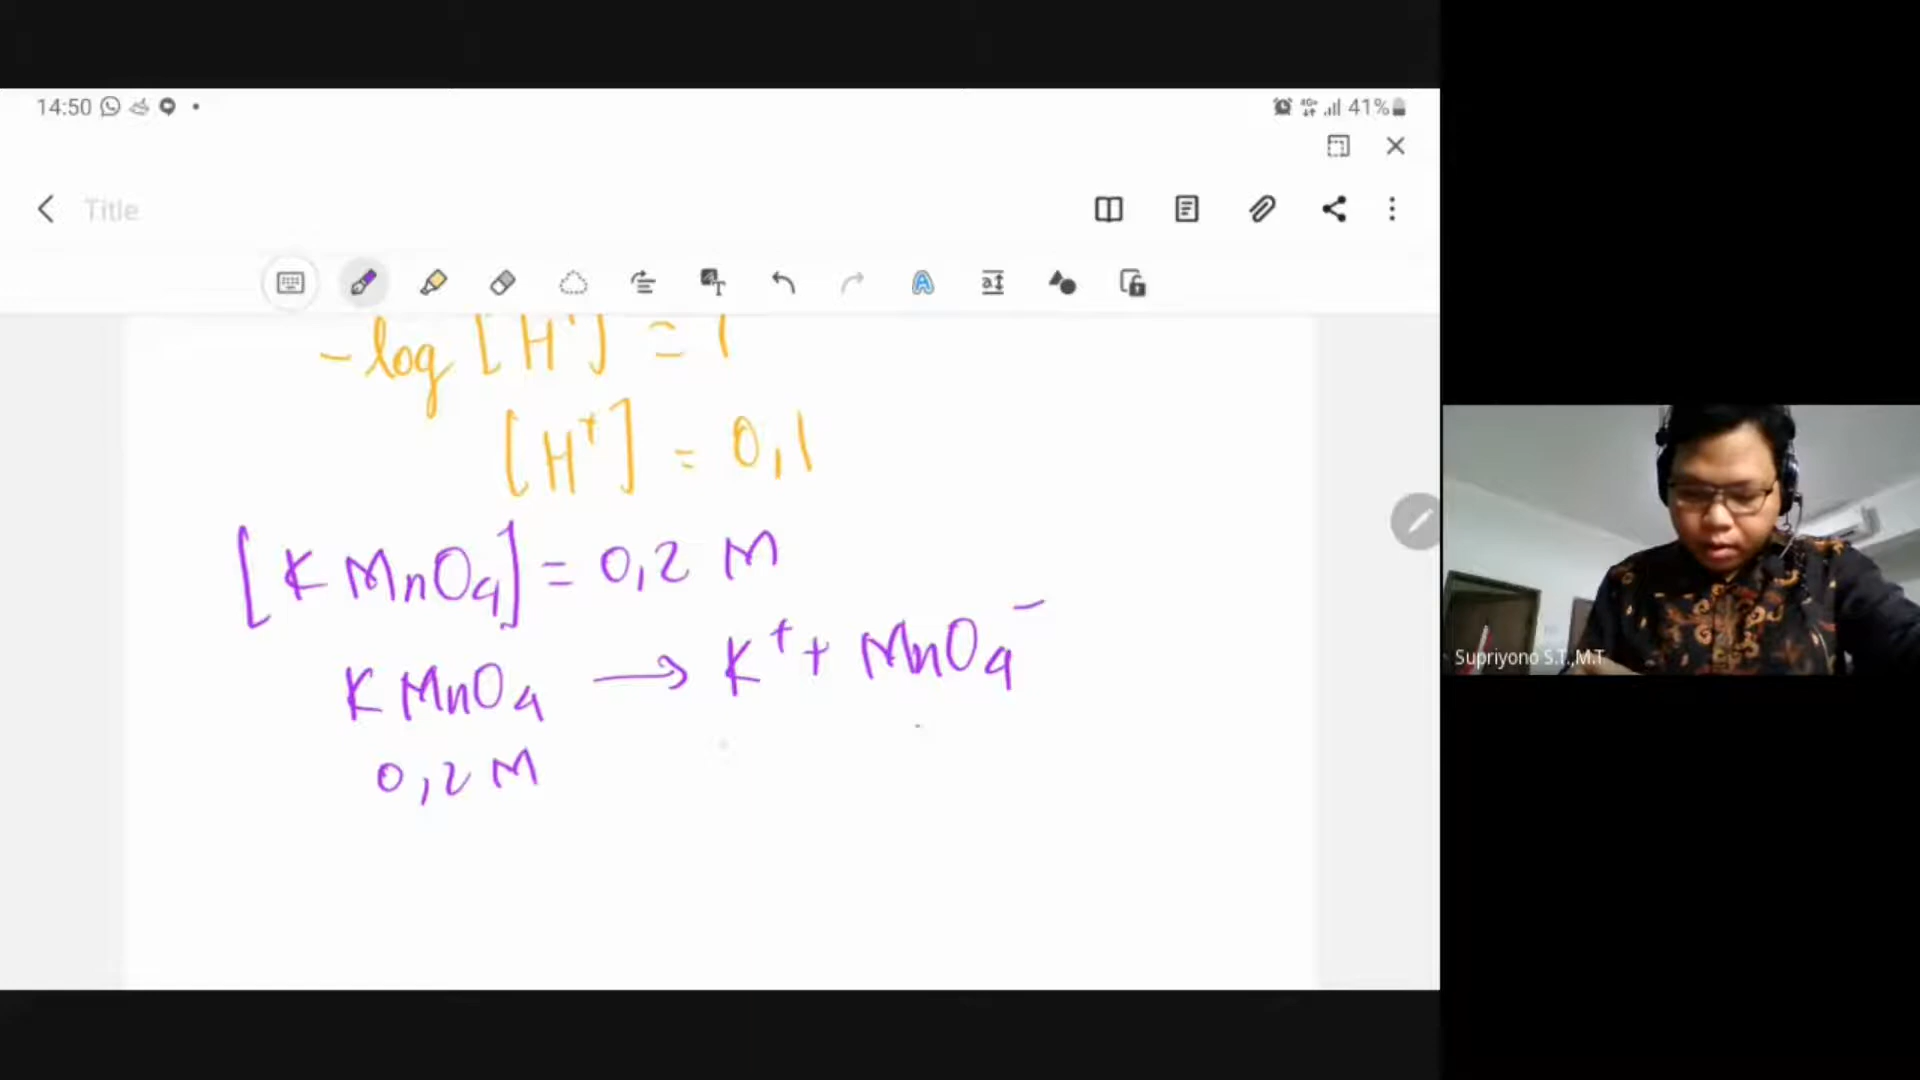 14:50 41%
Title
-log [H⁺] = 1
[H⁺] = 0,1
[KMnO₄] = 0,2 M
KMnO₄ → K⁺ + MnO₄⁻
0,2 M
Supriyono S.T.,M.T